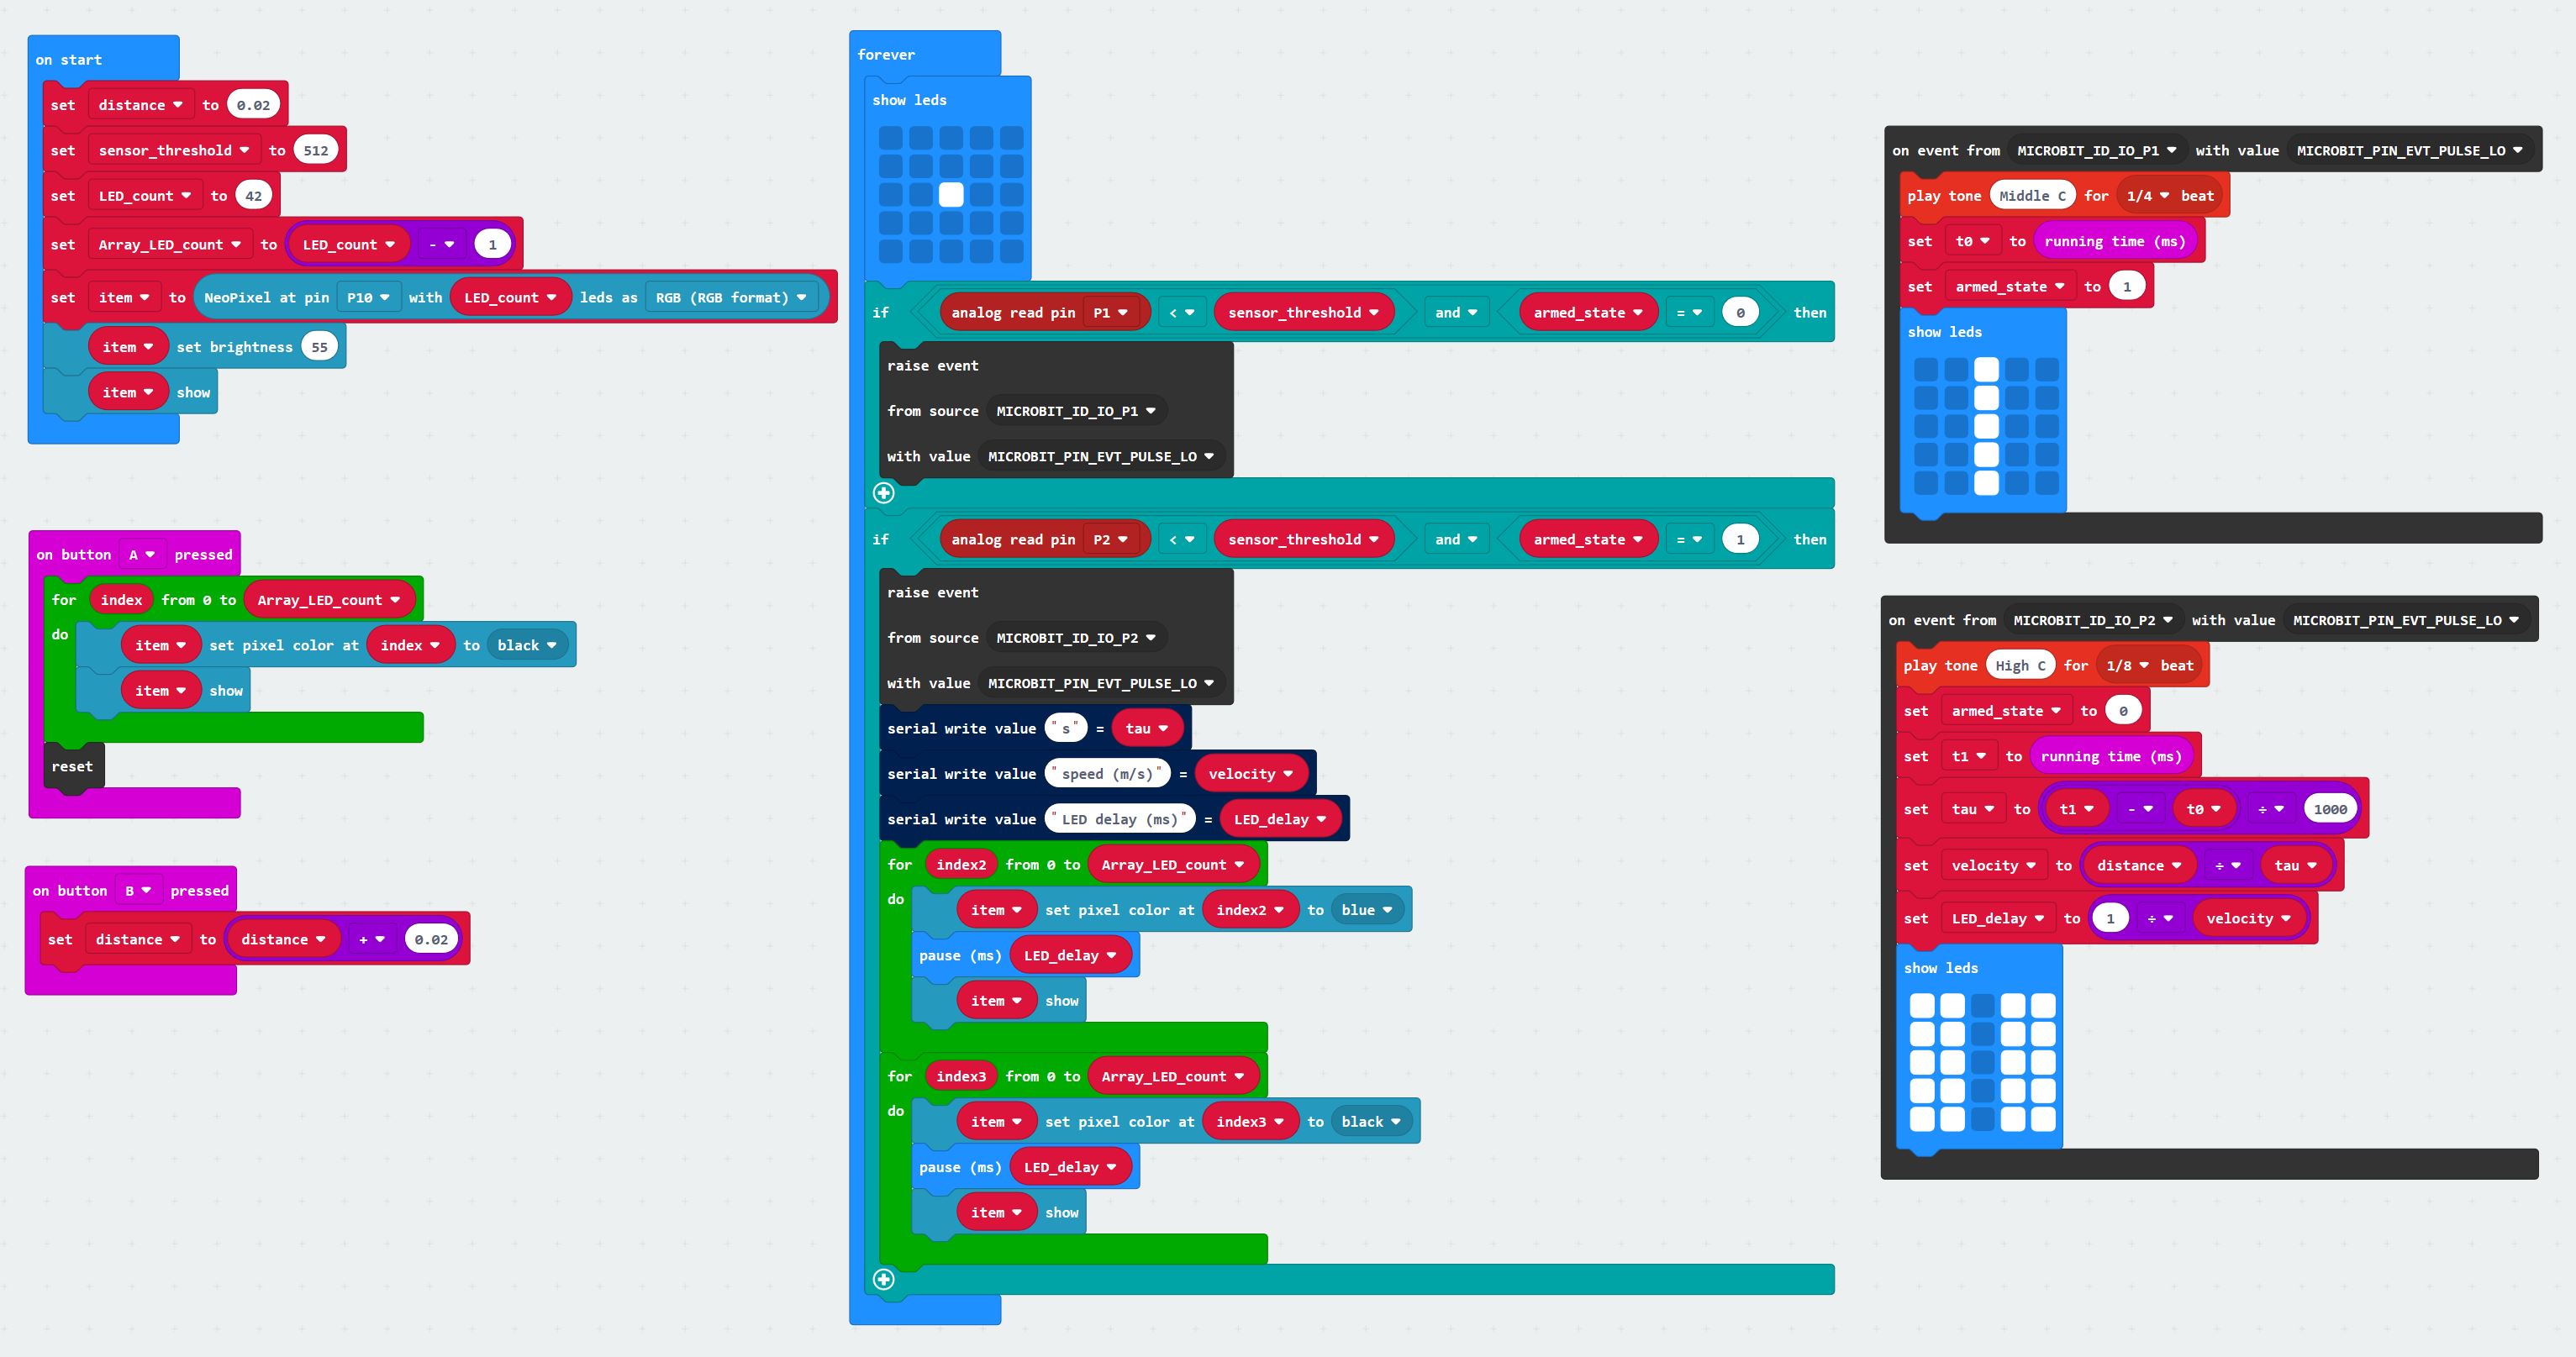 on start
set distance to 0.02
set sensor_threshold to 512
set LED_count to 42
set Array_LED_count to LED_count - 1
set item to NeoPixel at pin P10 with LED_count leds as RGB (RGB format)
item set brightness 55
item show
on button A pressed
for index from 0 to Array_LED_count
do
item set pixel color at index to black
item show
reset
on button B pressed
set distance to distance + 0.02
forever
show leds
if analog read pin P1 < sensor_threshold and armed_state = 0 then
raise event
from source MICROBIT_ID_IO_P1
with value MICROBIT_PIN_EVT_PULSE_LO
if analog read pin P2 < sensor_threshold and armed_state = 1 then
raise event
from source MICROBIT_ID_IO_P2
with value MICROBIT_PIN_EVT_PULSE_LO
serial write value "s" = tau
serial write value "speed (m/s)" = velocity
serial write value "LED delay (ms)" = LED_delay
for index2 from 0 to Array_LED_count
do
item set pixel color at index2 to blue
pause (ms) LED_delay
item show
for index3 from 0 to Array_LED_count
do
item set pixel color at index3 to black
pause (ms) LED_delay
item show
on event from MICROBIT_ID_IO_P1 with value MICROBIT_PIN_EVT_PULSE_LO
play tone Middle C for 1/4 beat
set t0 to running time (ms)
set armed_state to 1
show leds
on event from MICROBIT_ID_IO_P2 with value MICROBIT_PIN_EVT_PULSE_LO
play tone High C for 1/8 beat
set armed_state to 0
set t1 to running time (ms)
set tau to t1 - t0 ÷ 1000
set velocity to distance ÷ tau
set LED_delay to 1 ÷ velocity
show leds